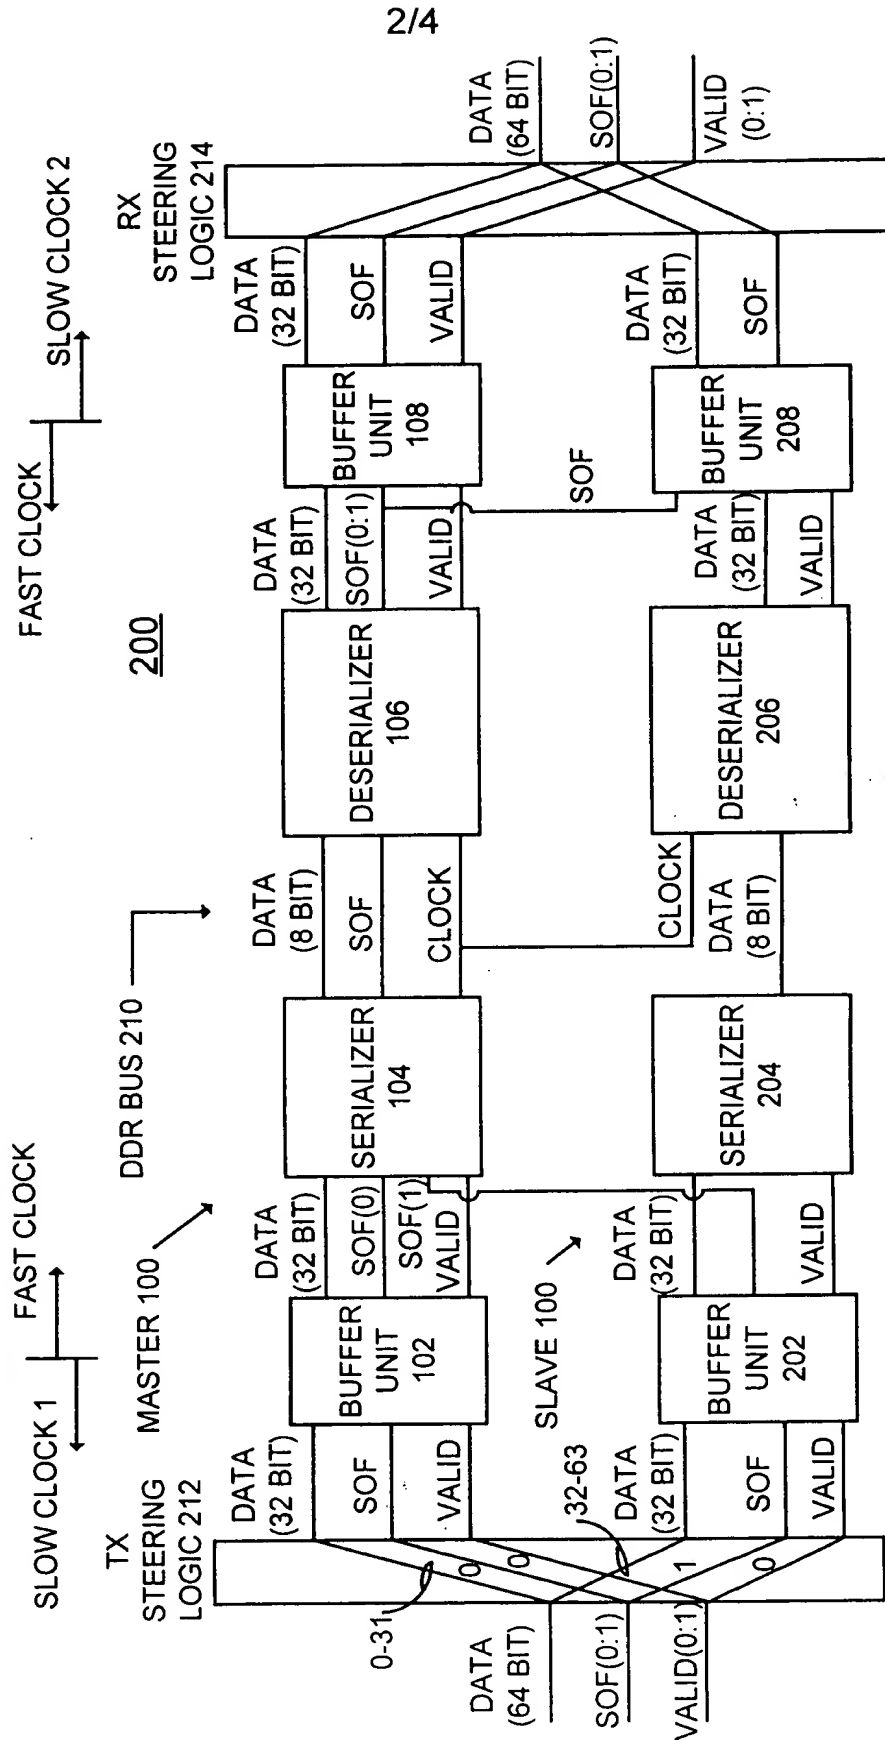 2/4
SLOW CLOCK 1
FAST CLOCK
FAST CLOCK
SLOW CLOCK 2
TX
STEERING
LOGIC 212
MASTER 100
DDR BUS 210
200
RX
STEERING
LOGIC 214
DATA
(64 BIT)
SOF(0:1)
VALID(0:1)
0-31
0
0
32-63
1
0
DATA
(32 BIT)
SOF
VALID
BUFFER
UNIT
102
DATA
(32 BIT)
SOF(0)
SOF(1)
VALID
SERIALIZER
104
DATA
(8 BIT)
SOF
CLOCK
DESERIALIZER
106
DATA
(32 BIT)
SOF(0:1)
VALID
BUFFER
UNIT
108
DATA
(32 BIT)
SOF
VALID
DATA
(64 BIT)
SOF(0:1)
VALID
(0:1)
SLAVE 100
DATA
(32 BIT)
SOF
VALID
BUFFER
UNIT
202
DATA
(32 BIT)
VALID
SERIALIZER
204
CLOCK
DATA
(8 BIT)
DESERIALIZER
206
SOF
DATA
(32 BIT)
VALID
BUFFER
UNIT
208
DATA
(32 BIT)
SOF